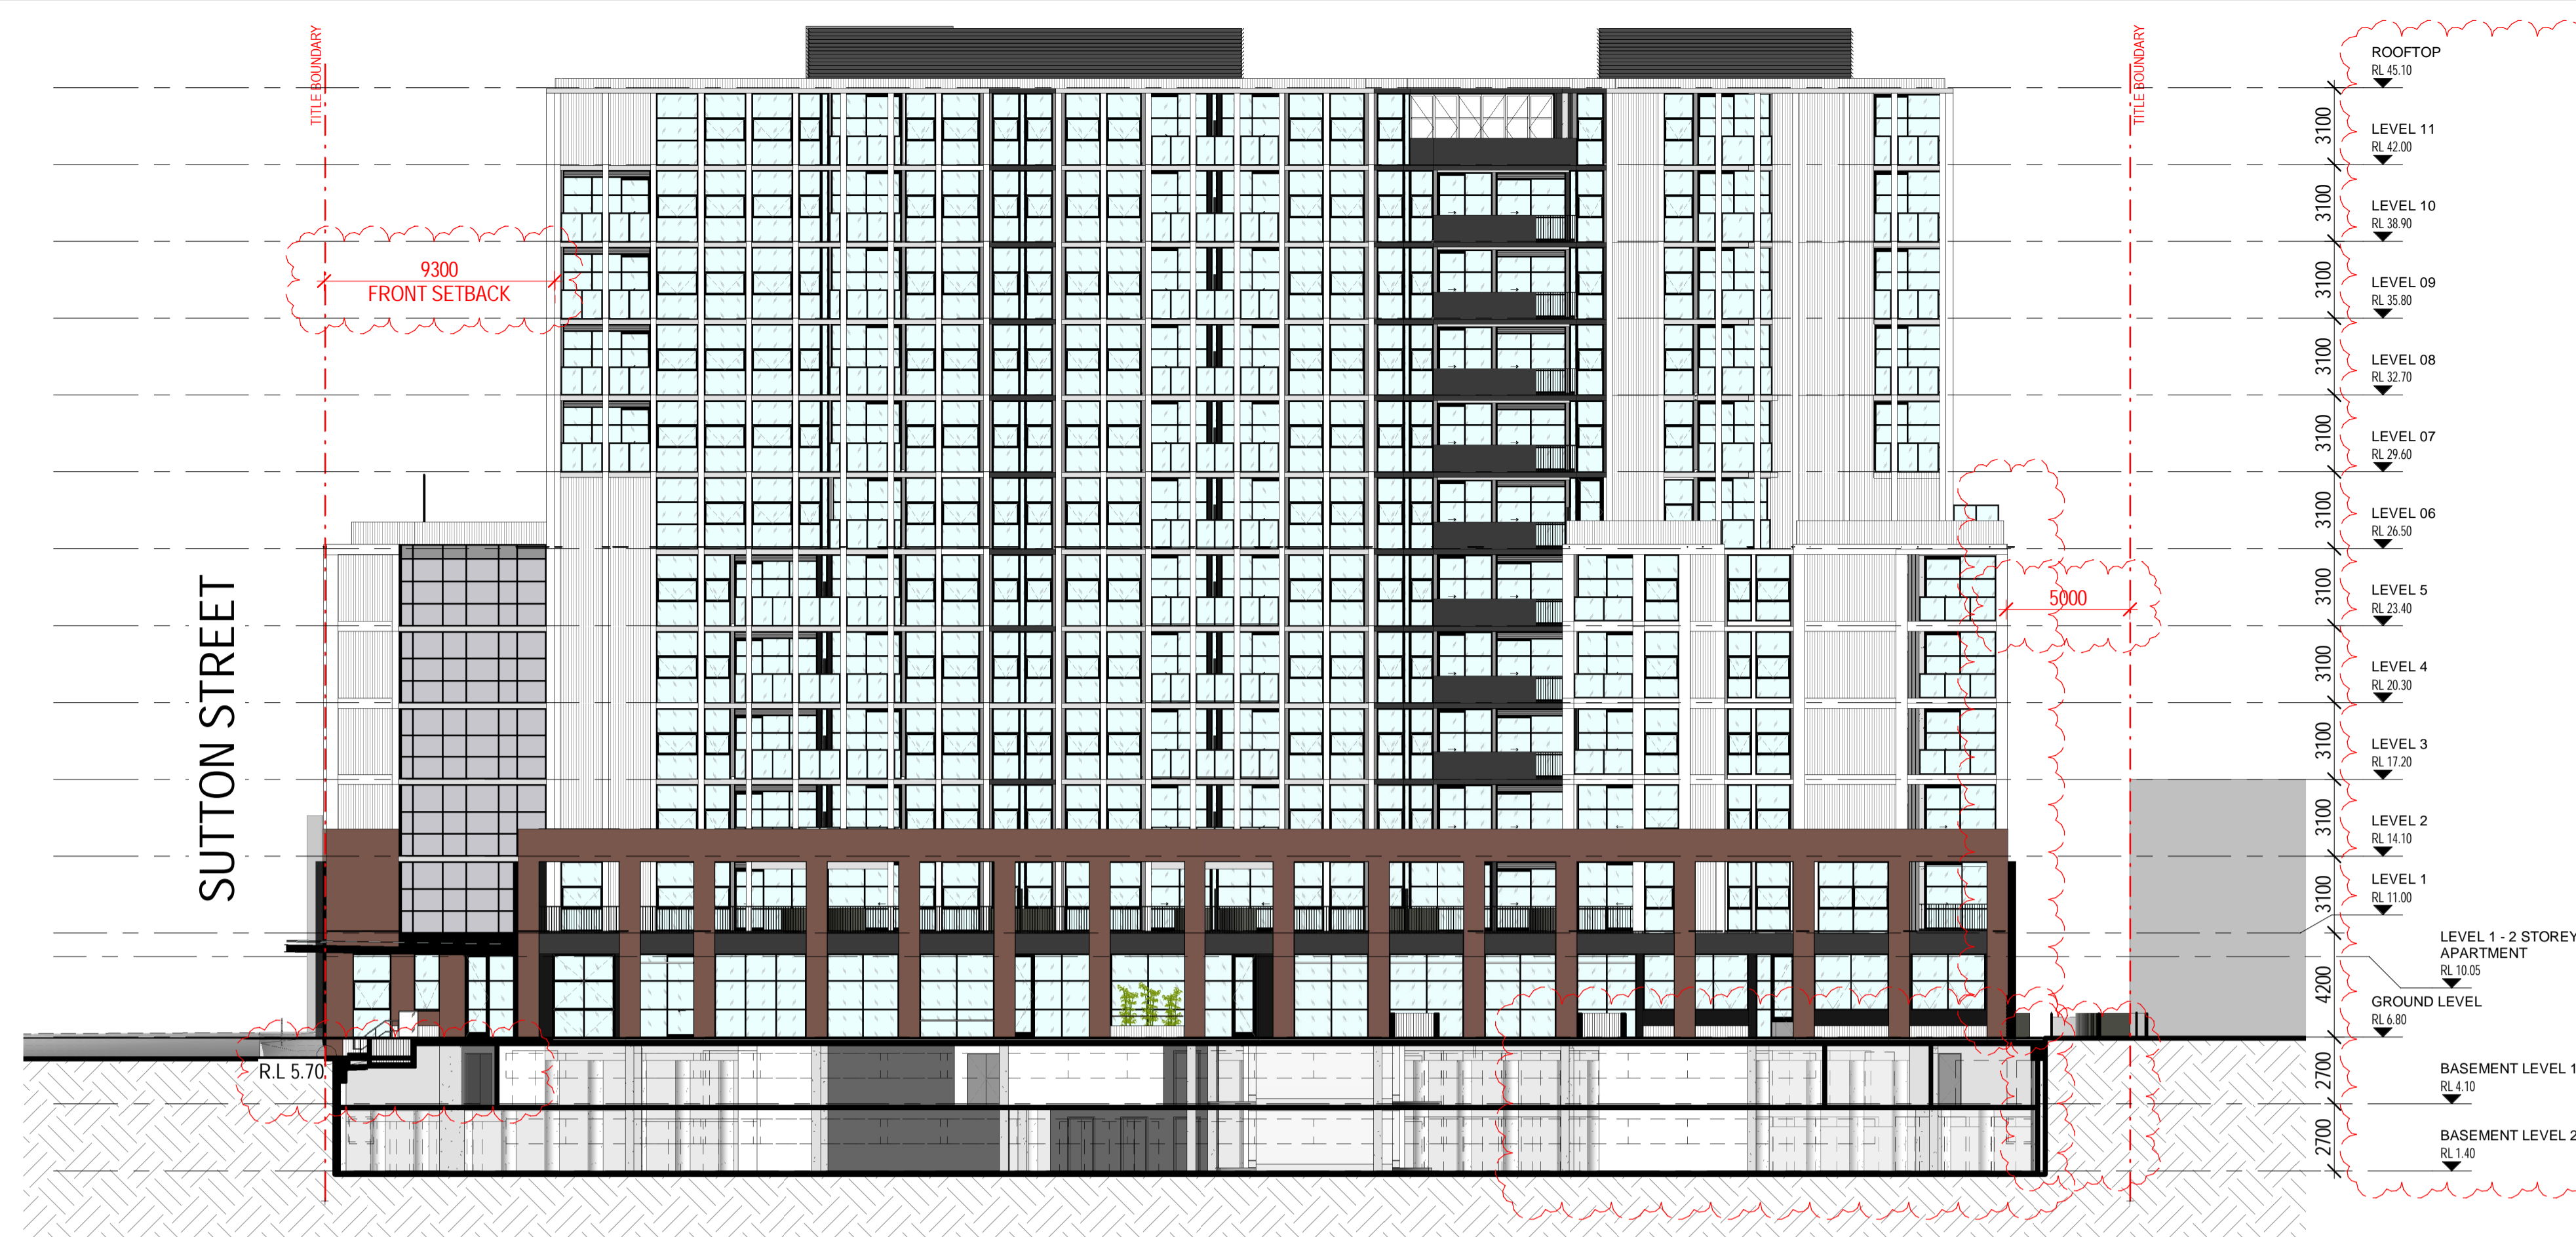 TITLE BOUNDARY
TITLE BOUNDARY
ROOFTOP
RL 45.10
3100
LEVEL 11
RL 42.00
3100
LEVEL 10
RL 38.90
3100
LEVEL 09
RL 35.80
9300
FRONT SETBACK
3100
LEVEL 08
RL 32.70
3100
LEVEL 07
RL 29.60
3100
LEVEL 06
RL 26.50
3100
LEVEL 5
RL 23.40
5000
3100
LEVEL 4
RL 20.30
3100
LEVEL 3
RL 17.20
3100
LEVEL 2
RL 14.10
3100
LEVEL 1
RL 11.00
SUTTON STREET
LEVEL 1 - 2 STOREY
APARTMENT
RL 10.05
4200
GROUND LEVEL
RL 6.80
R.L 5.70
2700
BASEMENT LEVEL 1
RL 4.10
2700
BASEMENT LEVEL 2
RL 1.40